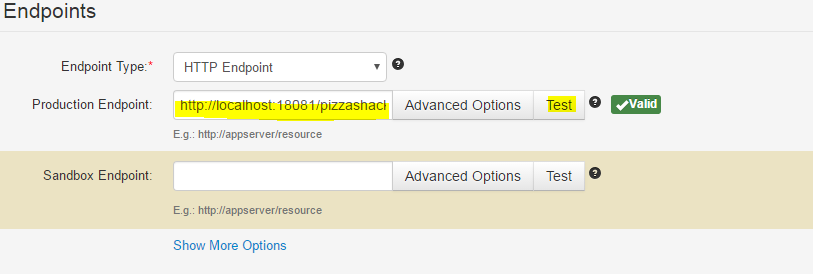 Endpoints
Endpoint Type:* HTTP Endpoint ?
Production Endpoint: http://localhost:18081/pizzashack Advanced Options Test ? Valid
E.g.: http://appserver/resource
Sandbox Endpoint: Advanced Options Test ?
E.g.: http://appserver/resource
Show More Options